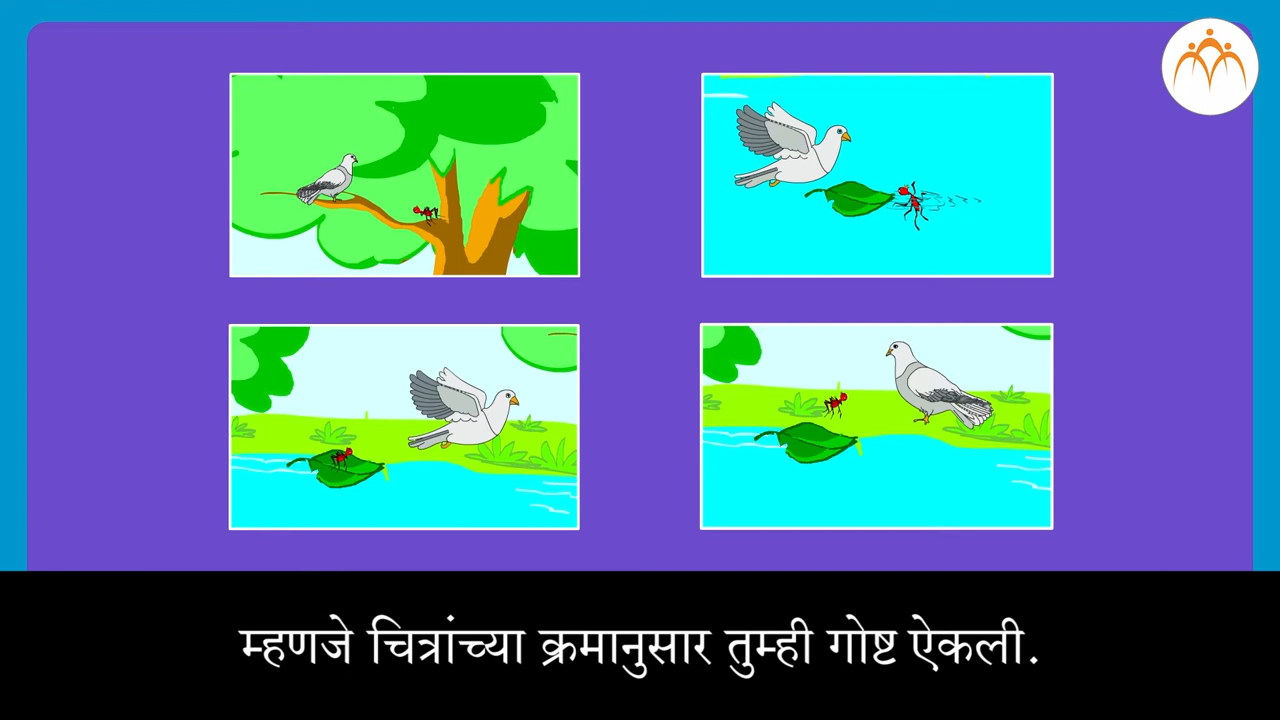 म्हणजे चित्रांच्या क्रमानुसार तुम्ही गोष्ट ऐकली.